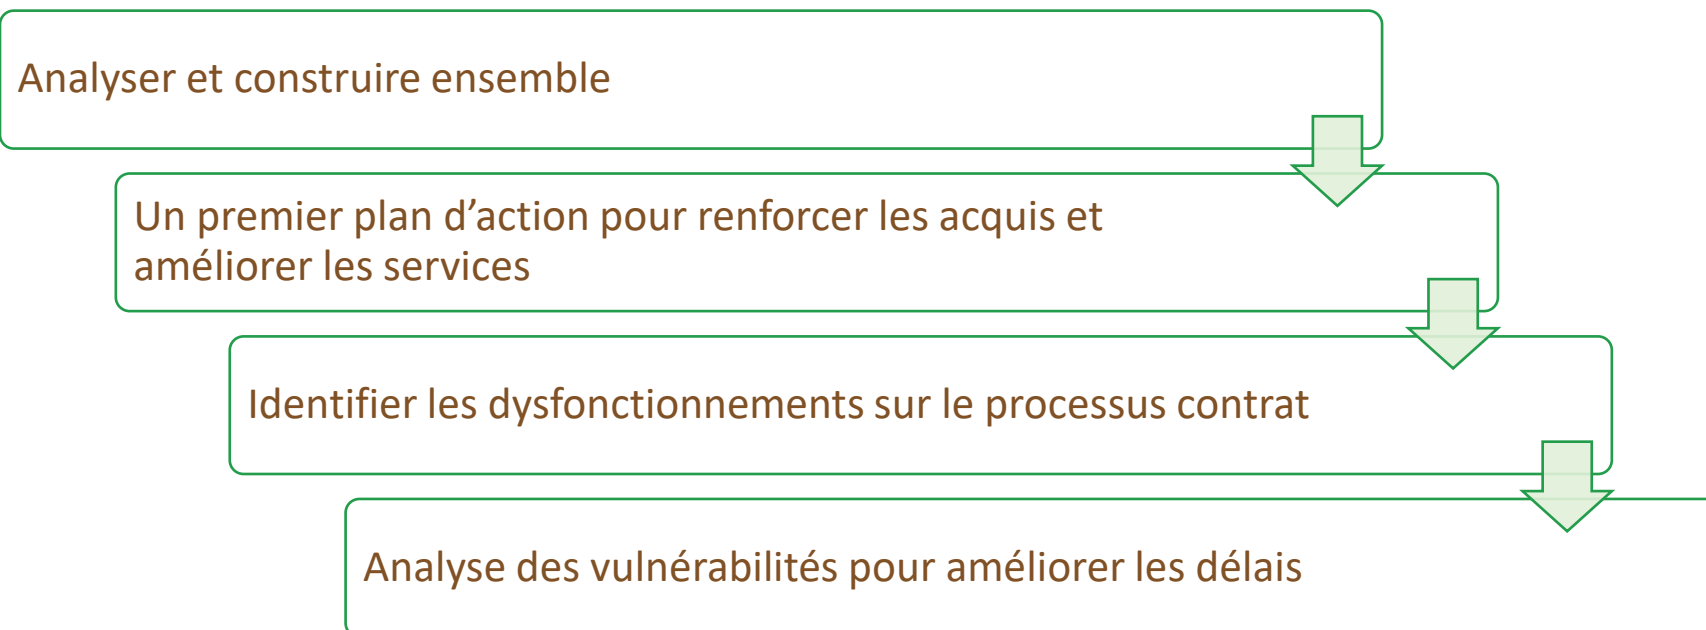 Analyser et construire ensemble
Un premier plan d’action pour renforcer les acquis et
améliorer les services
Identifier les dysfonctionnements sur le processus contrat
Analyse des vulnérabilités pour améliorer les délais